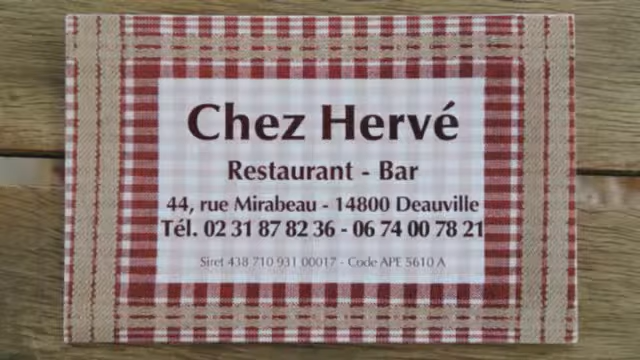 Chez Hervé
Restaurant - Bar
44, rue Mirabeau - 14800 Deauville
Tél. 02 31 87 82 36 - 06 74 00 78 21
Siret 438 710 931 00017 - Code APE 5610 A